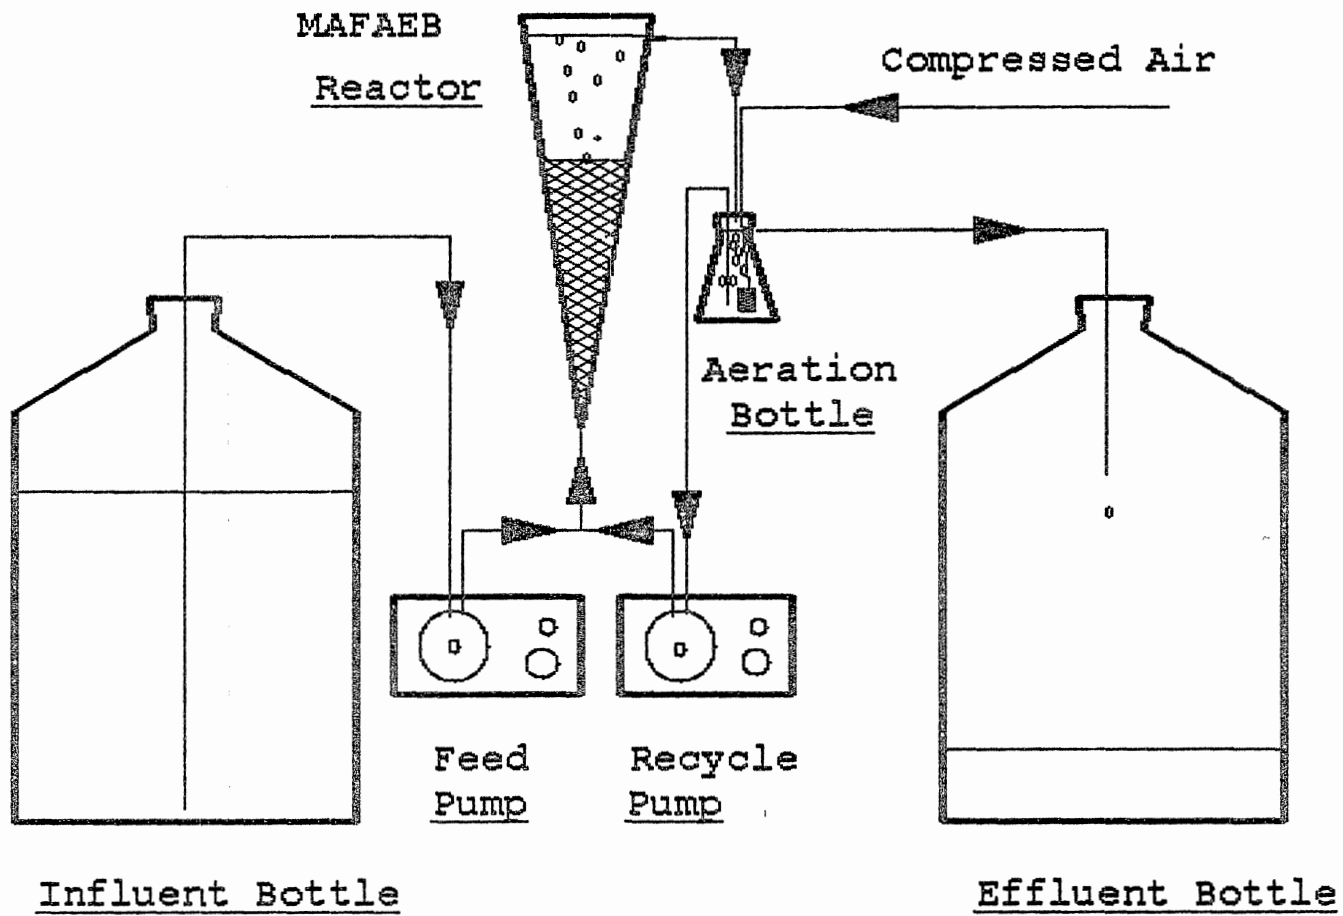 MAFAEB
Reactor
Compressed Air
Aeration
Bottle
Feed
Pump
Recycle
Pump
Influent Bottle
Effluent Bottle